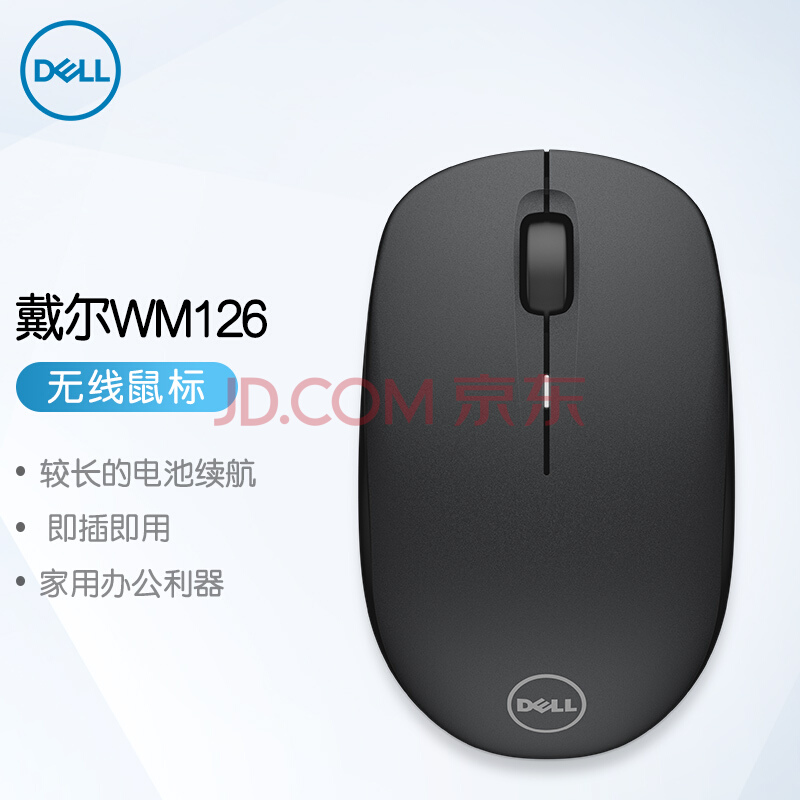 DELL
戴尔WM126
无线鼠标
JD.COM 京东
• 较长的电池续航
• 即插即用
• 家用办公利器
DELL